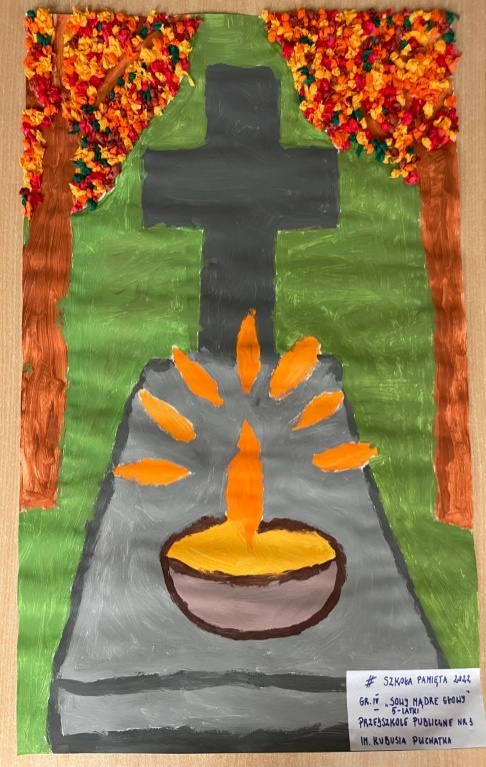 # SZKOŁA PAMIĘTA 2022
GR. IV „SOWY MĄDRE GŁOWY"
5-LATKI
PRZEDSZKOLE PUBLICZNE NR 3
IM. KUBUSIA PUCHATKA